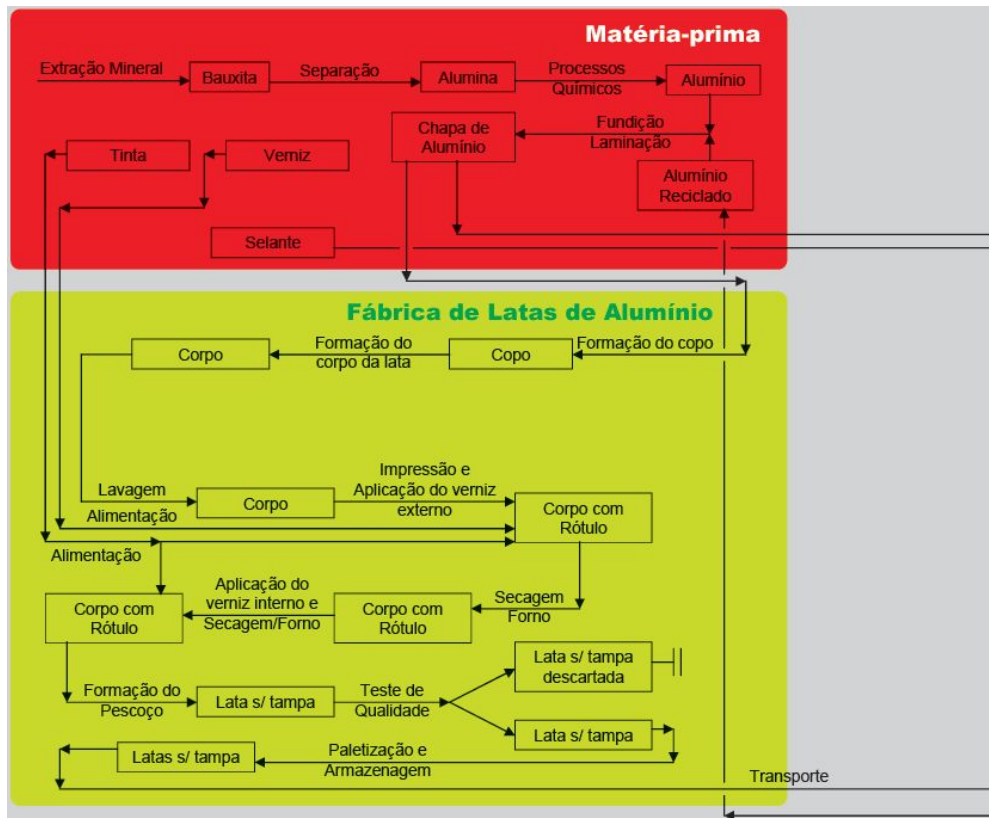 Matéria-prima
Extração Mineral
Bauxita
Separação
Alumina
Processos
Químicos
Alumínio
Chapa de
Alumínio
Fundição
Laminação
Tinta
Verniz
Alumínio
Reciclado
Selante
Fábrica de Latas de Alumínio
Corpo
Formação do
corpo da lata
Copo
Formação do copo
Lavagem
Corpo
Impressão e
Aplicação do verniz
externo
Corpo com
Rótulo
Alimentação
Alimentação
Corpo com
Rótulo
Aplicação do
verniz interno e
Secagem/Forno
Corpo com
Rótulo
Secagem
Forno
Formação do
Pescoço
Lata s/ tampa
Teste de
Qualidade
Lata s/ tampa
descartada
Lata s/ tampa
Latas s/ tampa
Paletização e
Armazenagem
Transporte